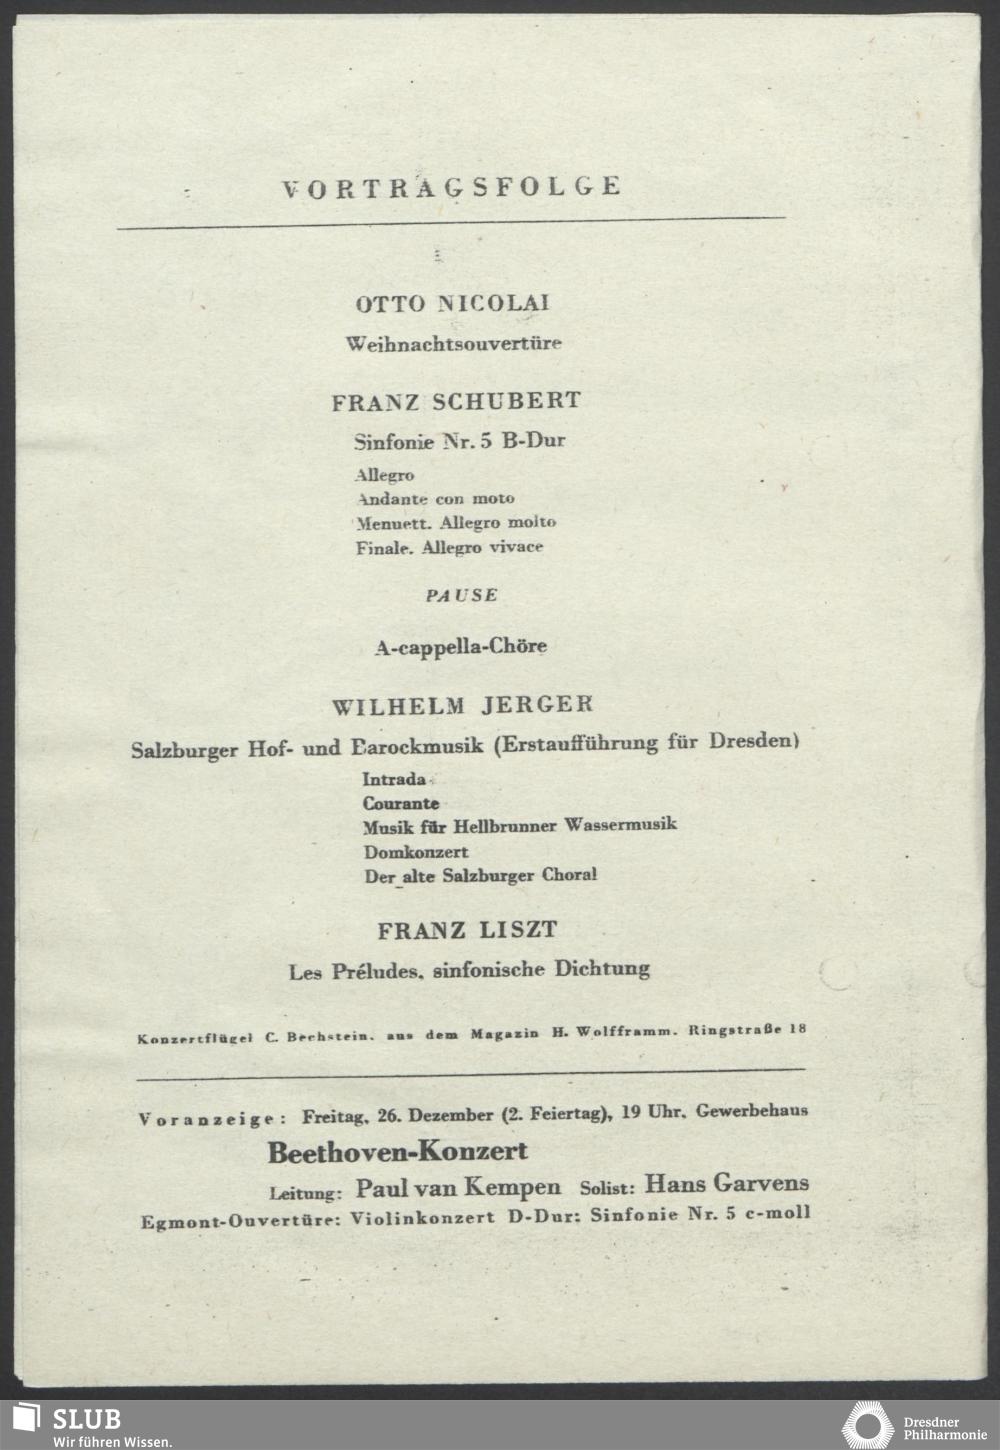 VORTRAGSFOLGE
OTTO NICOLAI
Weihnachtsouvertüre
FRANZ SCHUBERT
Sinfonie Nr. 5 B-Dur
Allegro
Andante con moto
Menuett. Allegro molto
Finale. Allegro vivace
PAUSE
A-cappella-Chöre
WILHELM JERGER
Salzburger Hof- und Barockmusik (Erstaufführung für Dresden)
Intrada
Courante
Musik für Hellbrunner Wassermusik
Domkonzert
Der alte Salzburger Choral
FRANZ LISZT
Les Préludes, sinfonische Dichtung
Konzertflügel C. Bechstein, aus dem Magazin H. Wolfframm, Ringstraße 18
Voranzeige: Freitag, 26. Dezember (2. Feiertag), 19 Uhr, Gewerbehaus
Beethoven-Konzert
Leitung: Paul van Kempen Solist: Hans Garvens
Egmont-Ouvertüre; Violinkonzert D-Dur; Sinfonie Nr. 5 c-moll
SLUB
Wir führen Wissen.
Dresdner
Philharmonie